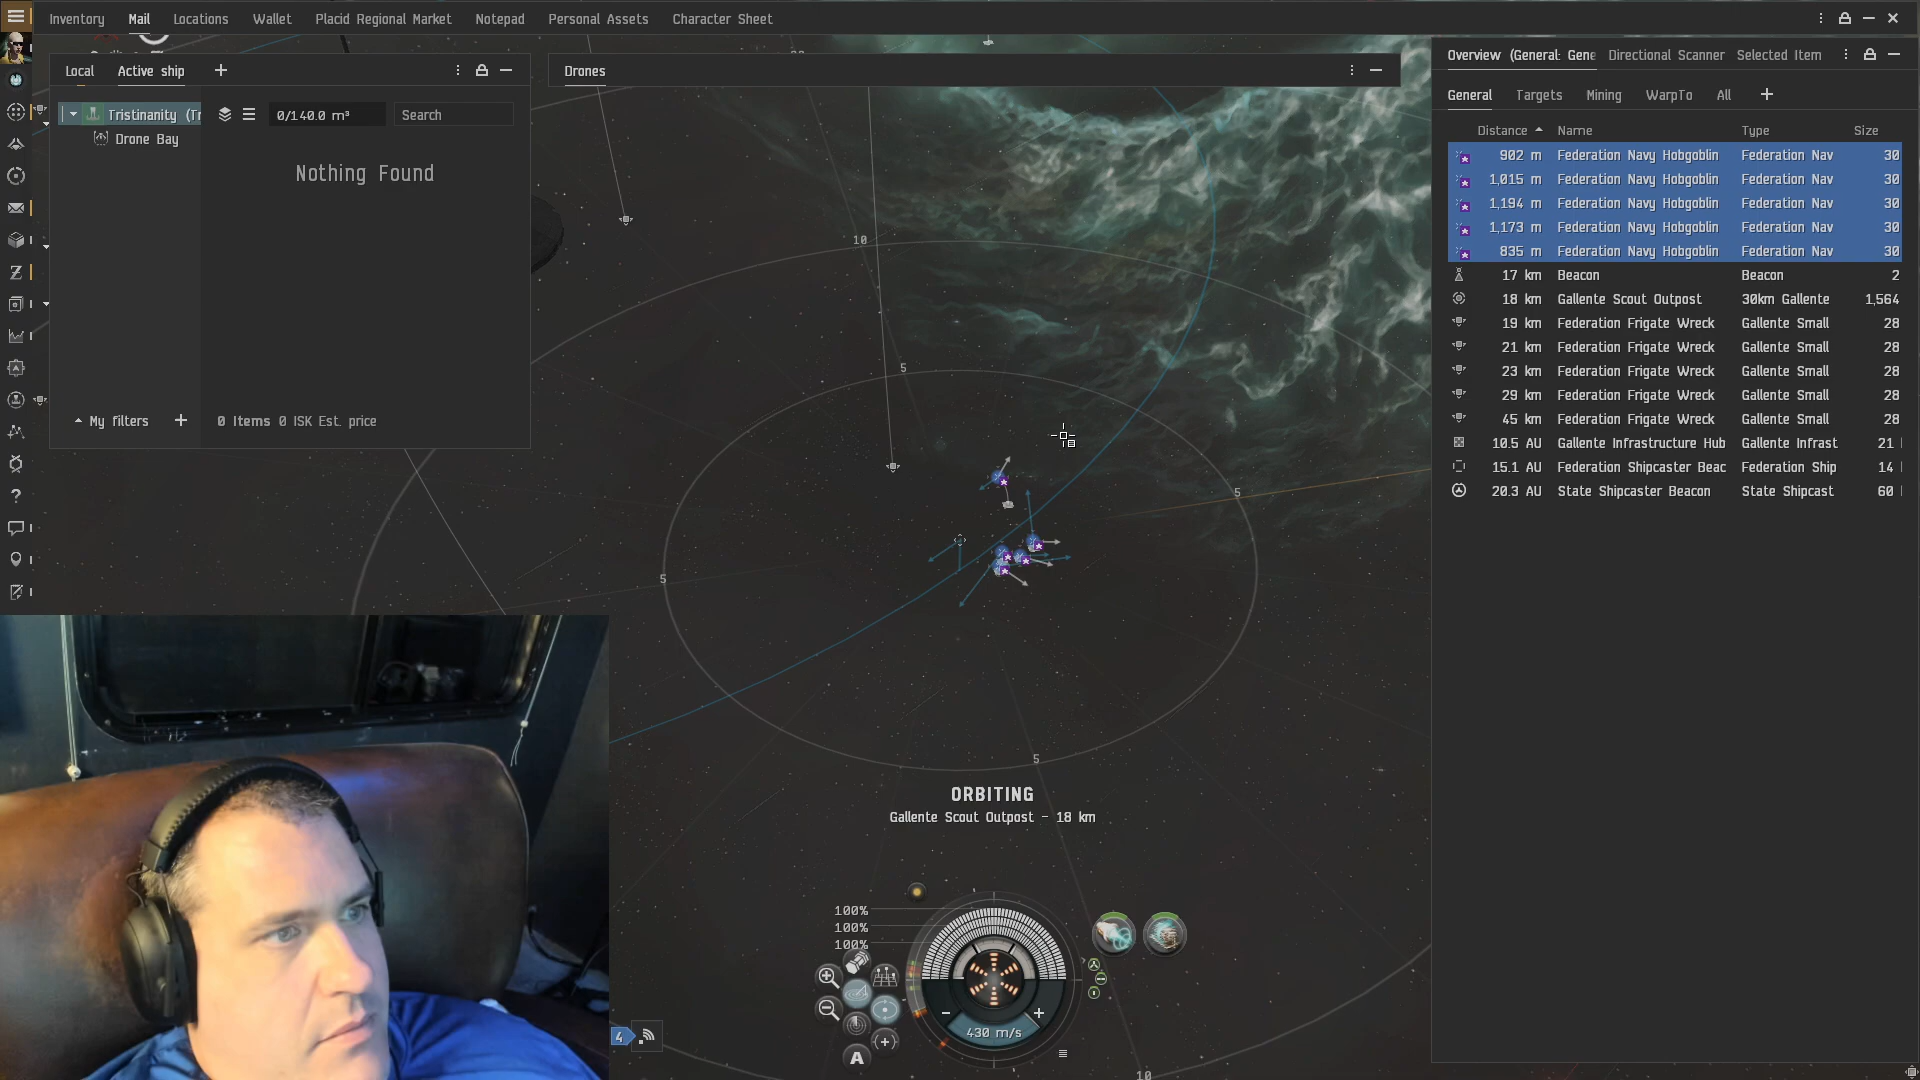 Inventory Mail Locations Wallet Placid Regional Market Notepad Personal Assets Character Sheet
Local Active ship +
Tristinanity (Tr
Drone Bay
0/140.0 m³
Search
Nothing Found
My filters +
0 Items 0 ISK Est. price
Drones
10
5
5
5
5
10
ORBITING
Gallente Scout Outpost - 18 km
100%
100%
100%
430 m/s
A
4
Overview (General: Gene Directional Scanner Selected Item
General Targets Mining WarpTo All +
Distance Name Type Size
902 m Federation Navy Hobgoblin Federation Nav 30
1,015 m Federation Navy Hobgoblin Federation Nav 30
1,194 m Federation Navy Hobgoblin Federation Nav 30
1,173 m Federation Navy Hobgoblin Federation Nav 30
835 m Federation Navy Hobgoblin Federation Nav 30
17 km Beacon Beacon 2
18 km Gallente Scout Outpost 30km Gallente 1,564
19 km Federation Frigate Wreck Gallente Small 28
21 km Federation Frigate Wreck Gallente Small 28
23 km Federation Frigate Wreck Gallente Small 28
29 km Federation Frigate Wreck Gallente Small 28
45 km Federation Frigate Wreck Gallente Small 28
10.5 AU Gallente Infrastructure Hub Gallente Infrast 21
15.1 AU Federation Shipcaster Beac Federation Ship 14
20.3 AU State Shipcaster Beacon State Shipcast 60